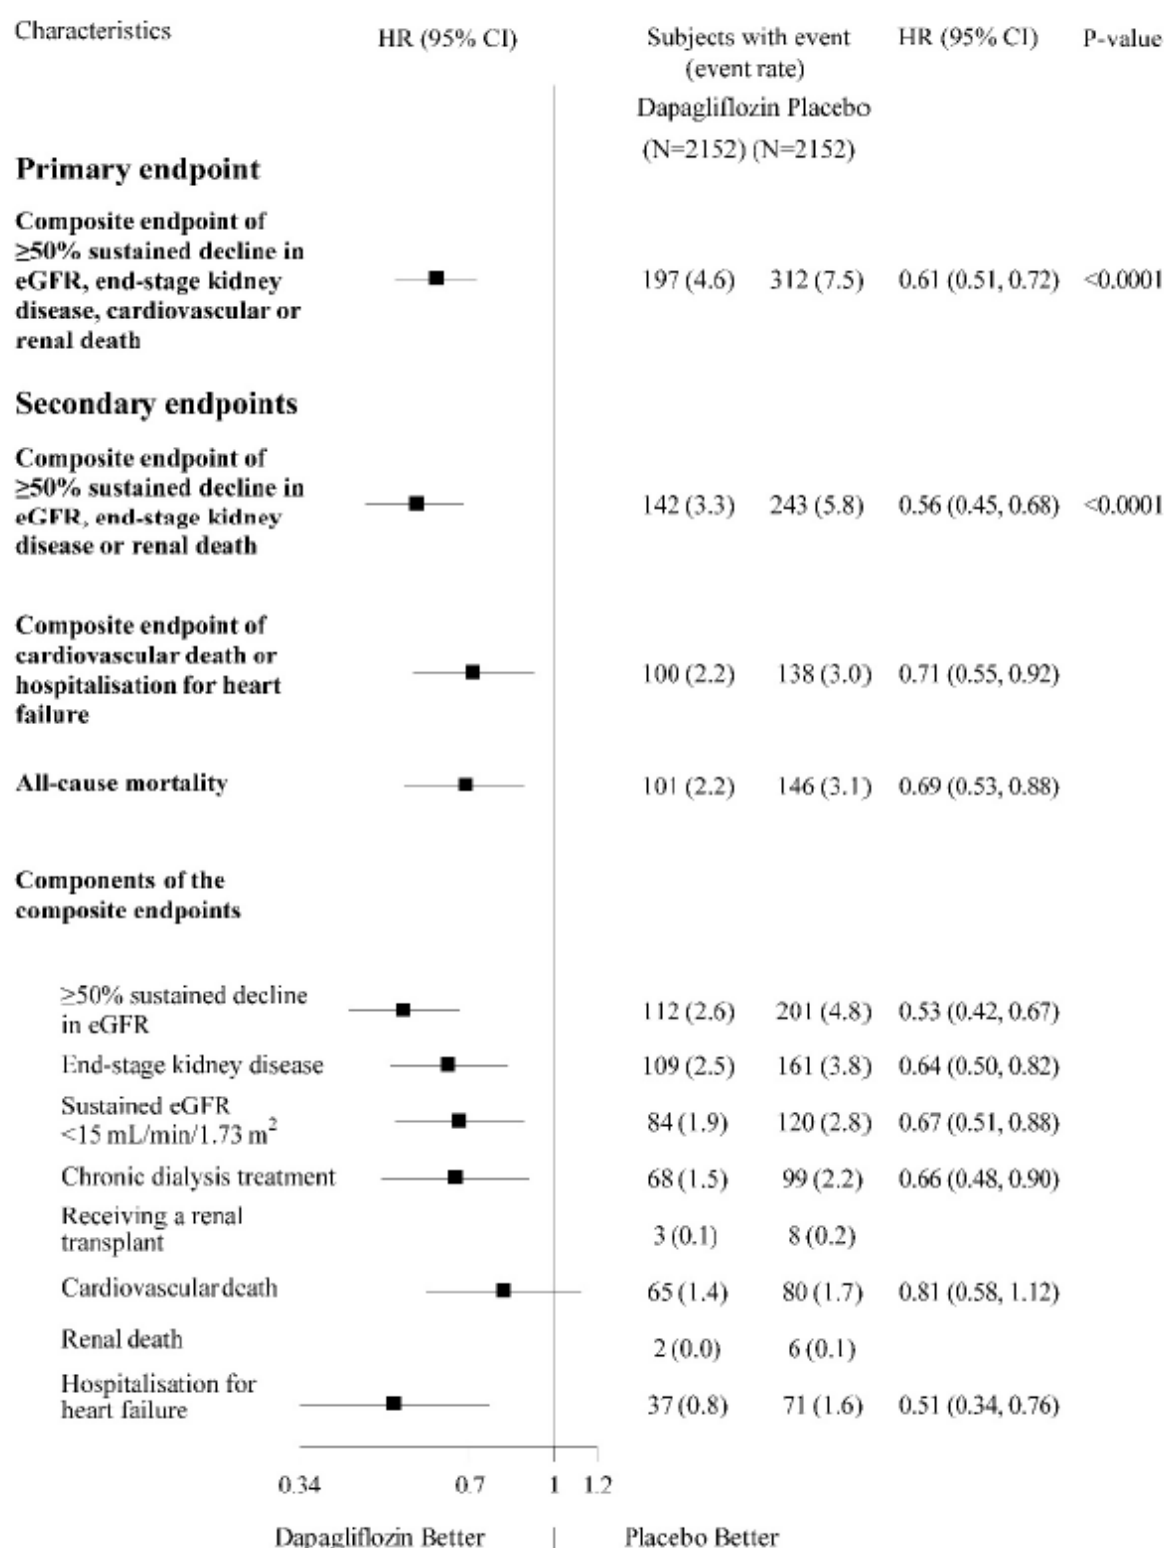 Characteristics HR (95% CI) Subjects with event HR (95% CI) P-value
(event rate)
Dapagliflozin Placebo
(N=2152) (N=2152)
Primary endpoint
Composite endpoint of
≥50% sustained decline in
eGFR, end-stage kidney 197 (4.6) 312 (7.5) 0.61 (0.51, 0.72) <0.0001
disease, cardiovascular or
renal death
Secondary endpoints
Composite endpoint of
≥50% sustained decline in
eGFR, end-stage kidney 142 (3.3) 243 (5.8) 0.56 (0.45, 0.68) <0.0001
disease or renal death
Composite endpoint of
cardiovascular death or
hospitalisation for heart 100 (2.2) 138 (3.0) 0.71 (0.55, 0.92)
failure
All-cause mortality 101 (2.2) 146 (3.1) 0.69 (0.53, 0.88)
Components of the
composite endpoints
≥50% sustained decline
in eGFR 112 (2.6) 201 (4.8) 0.53 (0.42, 0.67)
End-stage kidney disease 109 (2.5) 161 (3.8) 0.64 (0.50, 0.82)
Sustained eGFR
<15 mL/min/1.73 m² 84 (1.9) 120 (2.8) 0.67 (0.51, 0.88)
Chronic dialysis treatment 68 (1.5) 99 (2.2) 0.66 (0.48, 0.90)
Receiving a renal
transplant 3 (0.1) 8 (0.2)
Cardiovascular death 65 (1.4) 80 (1.7) 0.81 (0.58, 1.12)
Renal death 2 (0.0) 6 (0.1)
Hospitalisation for
heart failure 37 (0.8) 71 (1.6) 0.51 (0.34, 0.76)
0.34 0.7 1 1.2
Dapagliflozin Better | Placebo Better